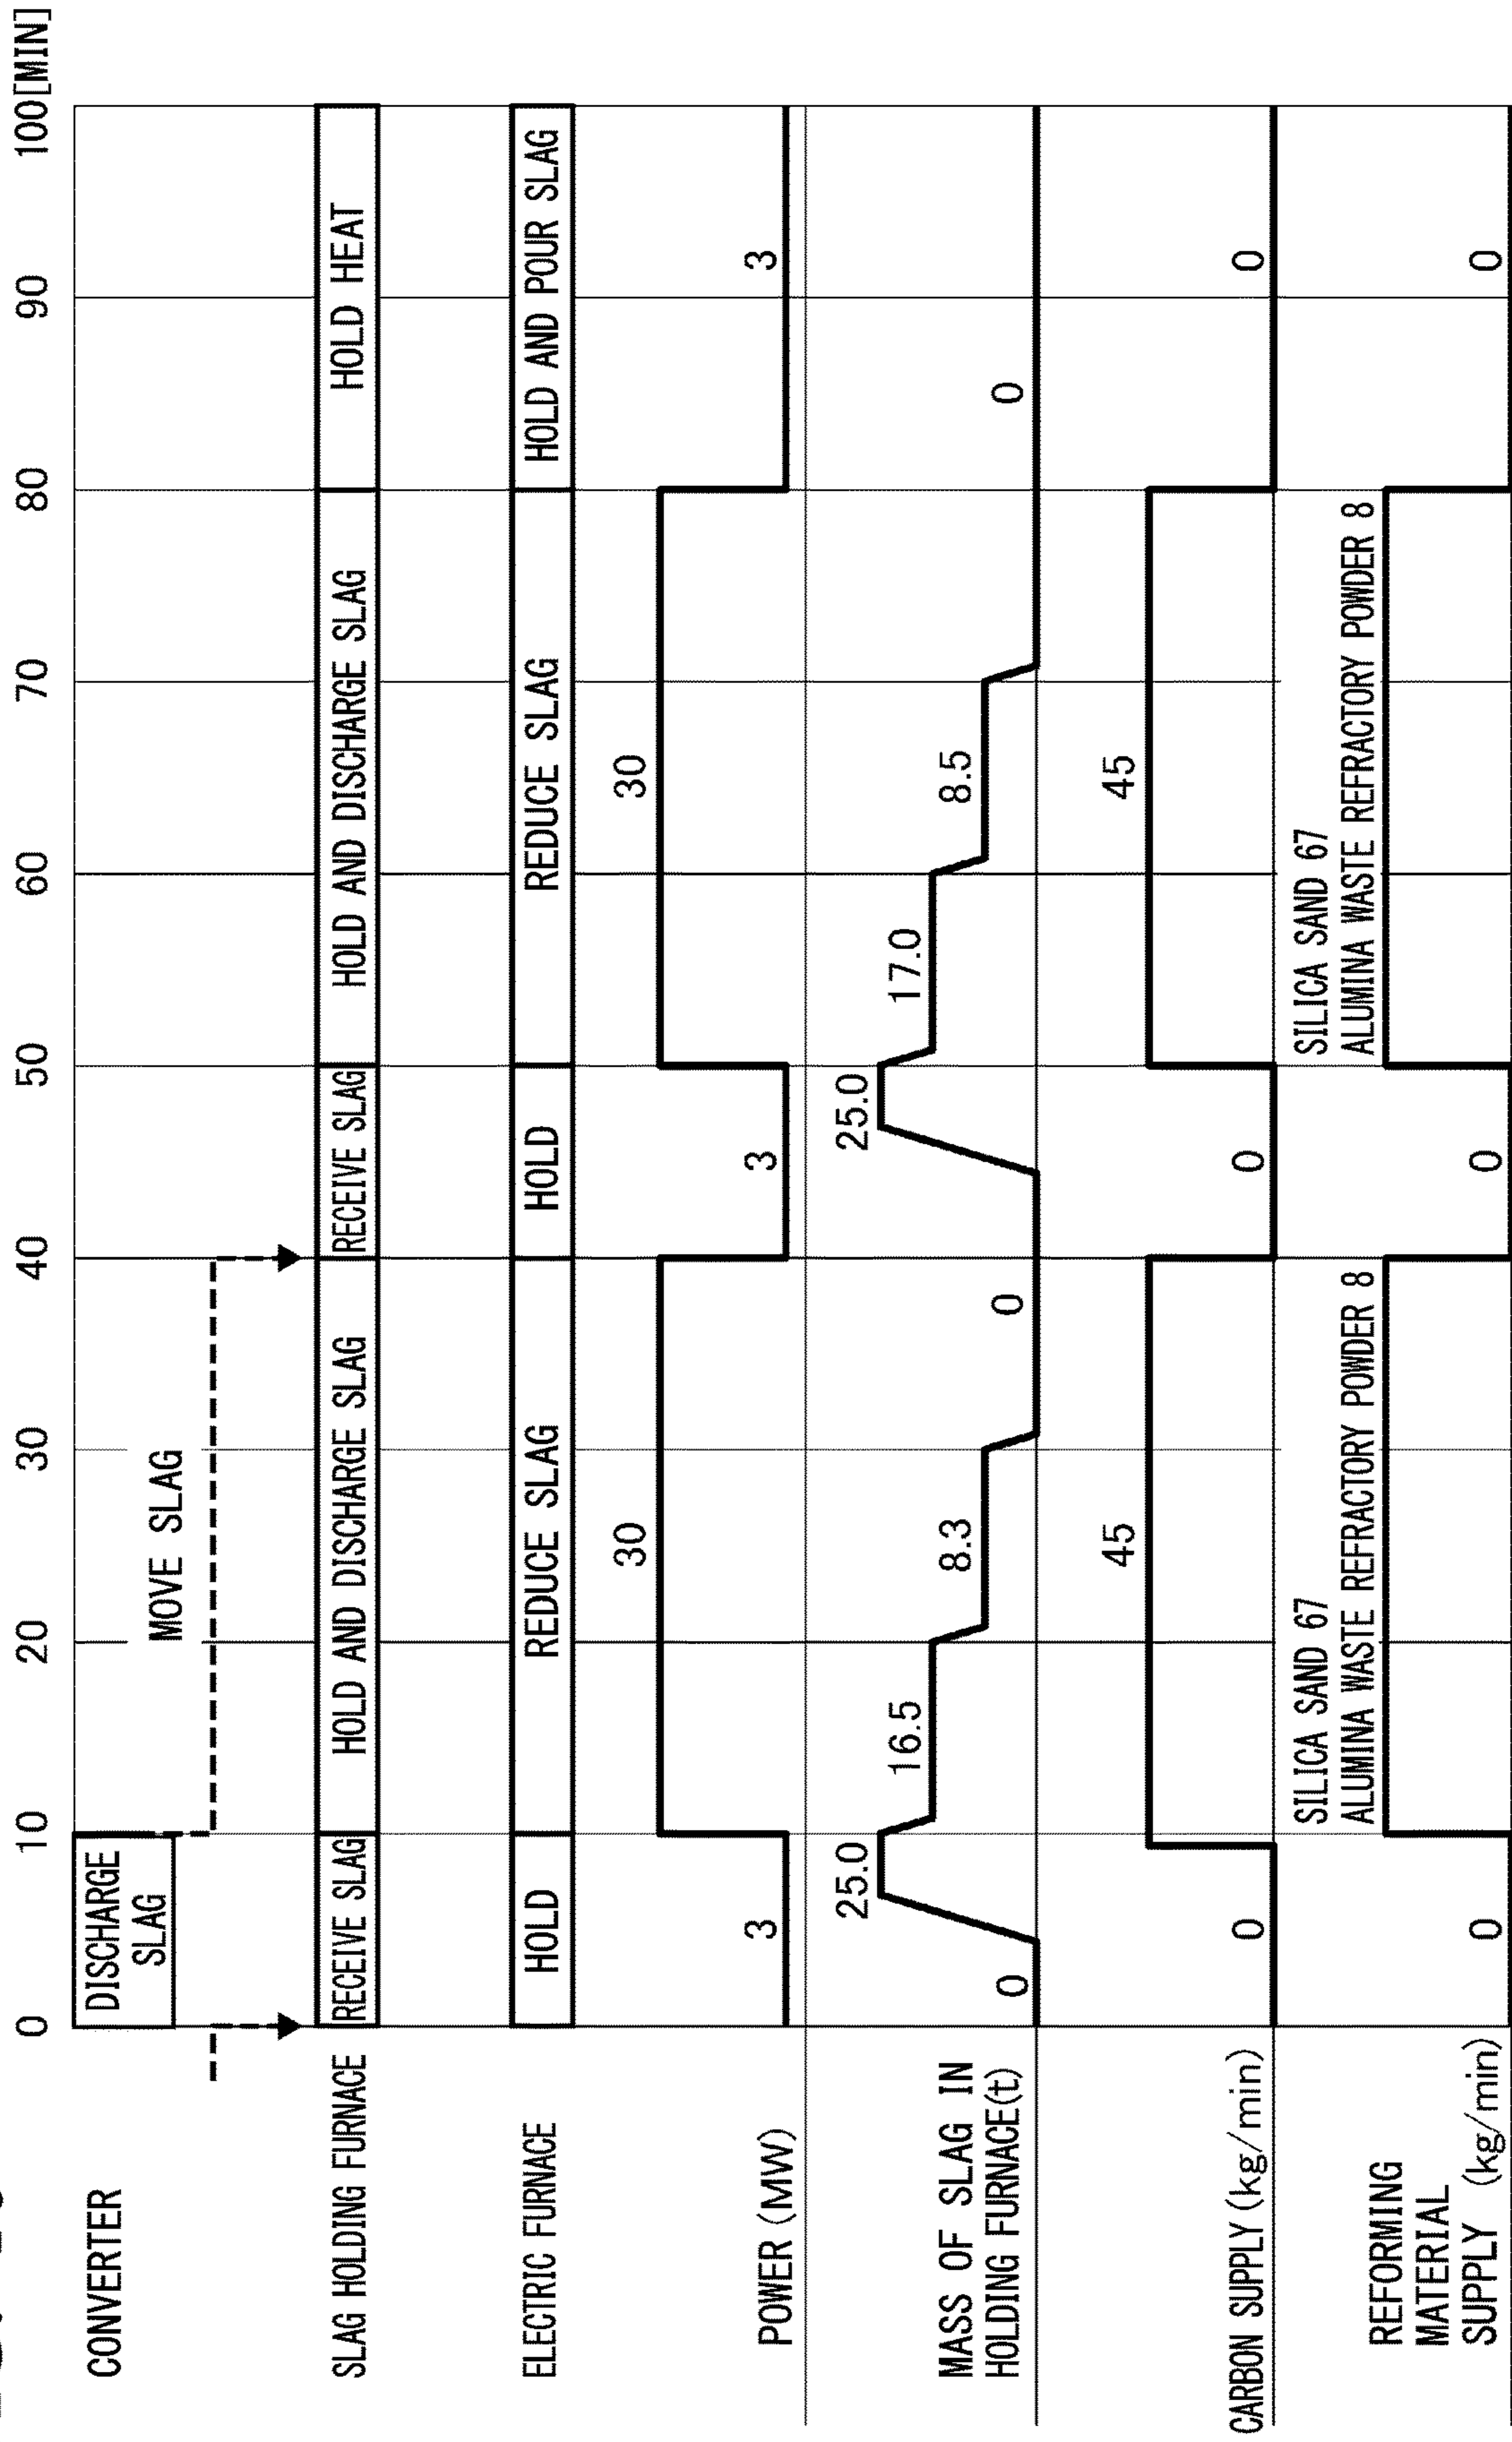 0 10 20 30 40 50 60 70 80 90 100[MIN]
CONVERTER
DISCHARGE
SLAG
MOVE SLAG
SLAG HOLDING FURNACE
RECEIVE SLAG HOLD AND DISCHARGE SLAG RECEIVE SLAG HOLD AND DISCHARGE SLAG HOLD HEAT
ELECTRIC FURNACE
HOLD REDUCE SLAG HOLD REDUCE SLAG HOLD AND POUR SLAG
POWER (MW)
3 30 3 30 3
MASS OF SLAG IN
HOLDING FURNACE(t)
0 25.0 16.5 8.3 0 25.0 17.0 8.5 0
CARBON SUPPLY (kg/min)
0 45 0 45 0
REFORMING
MATERIAL
SUPPLY (kg/min)
0
SILICA SAND 67
ALUMINA WASTE REFRACTORY POWDER 8
0
SILICA SAND 67
ALUMINA WASTE REFRACTORY POWDER 8
0